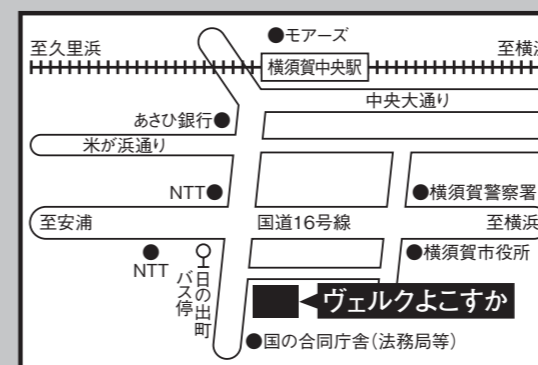 ●モアーズ
至久里浜
至横浜
横須賀中央駅
中央大通り
あさひ銀行●
米が浜通り
NTT●
●横須賀警察署
至安浦
国道16号線
至横浜
●横須賀市役所
NTT
日の出町
バス停
ヴェルクよこすか
●国の合同庁舎(法務局等)